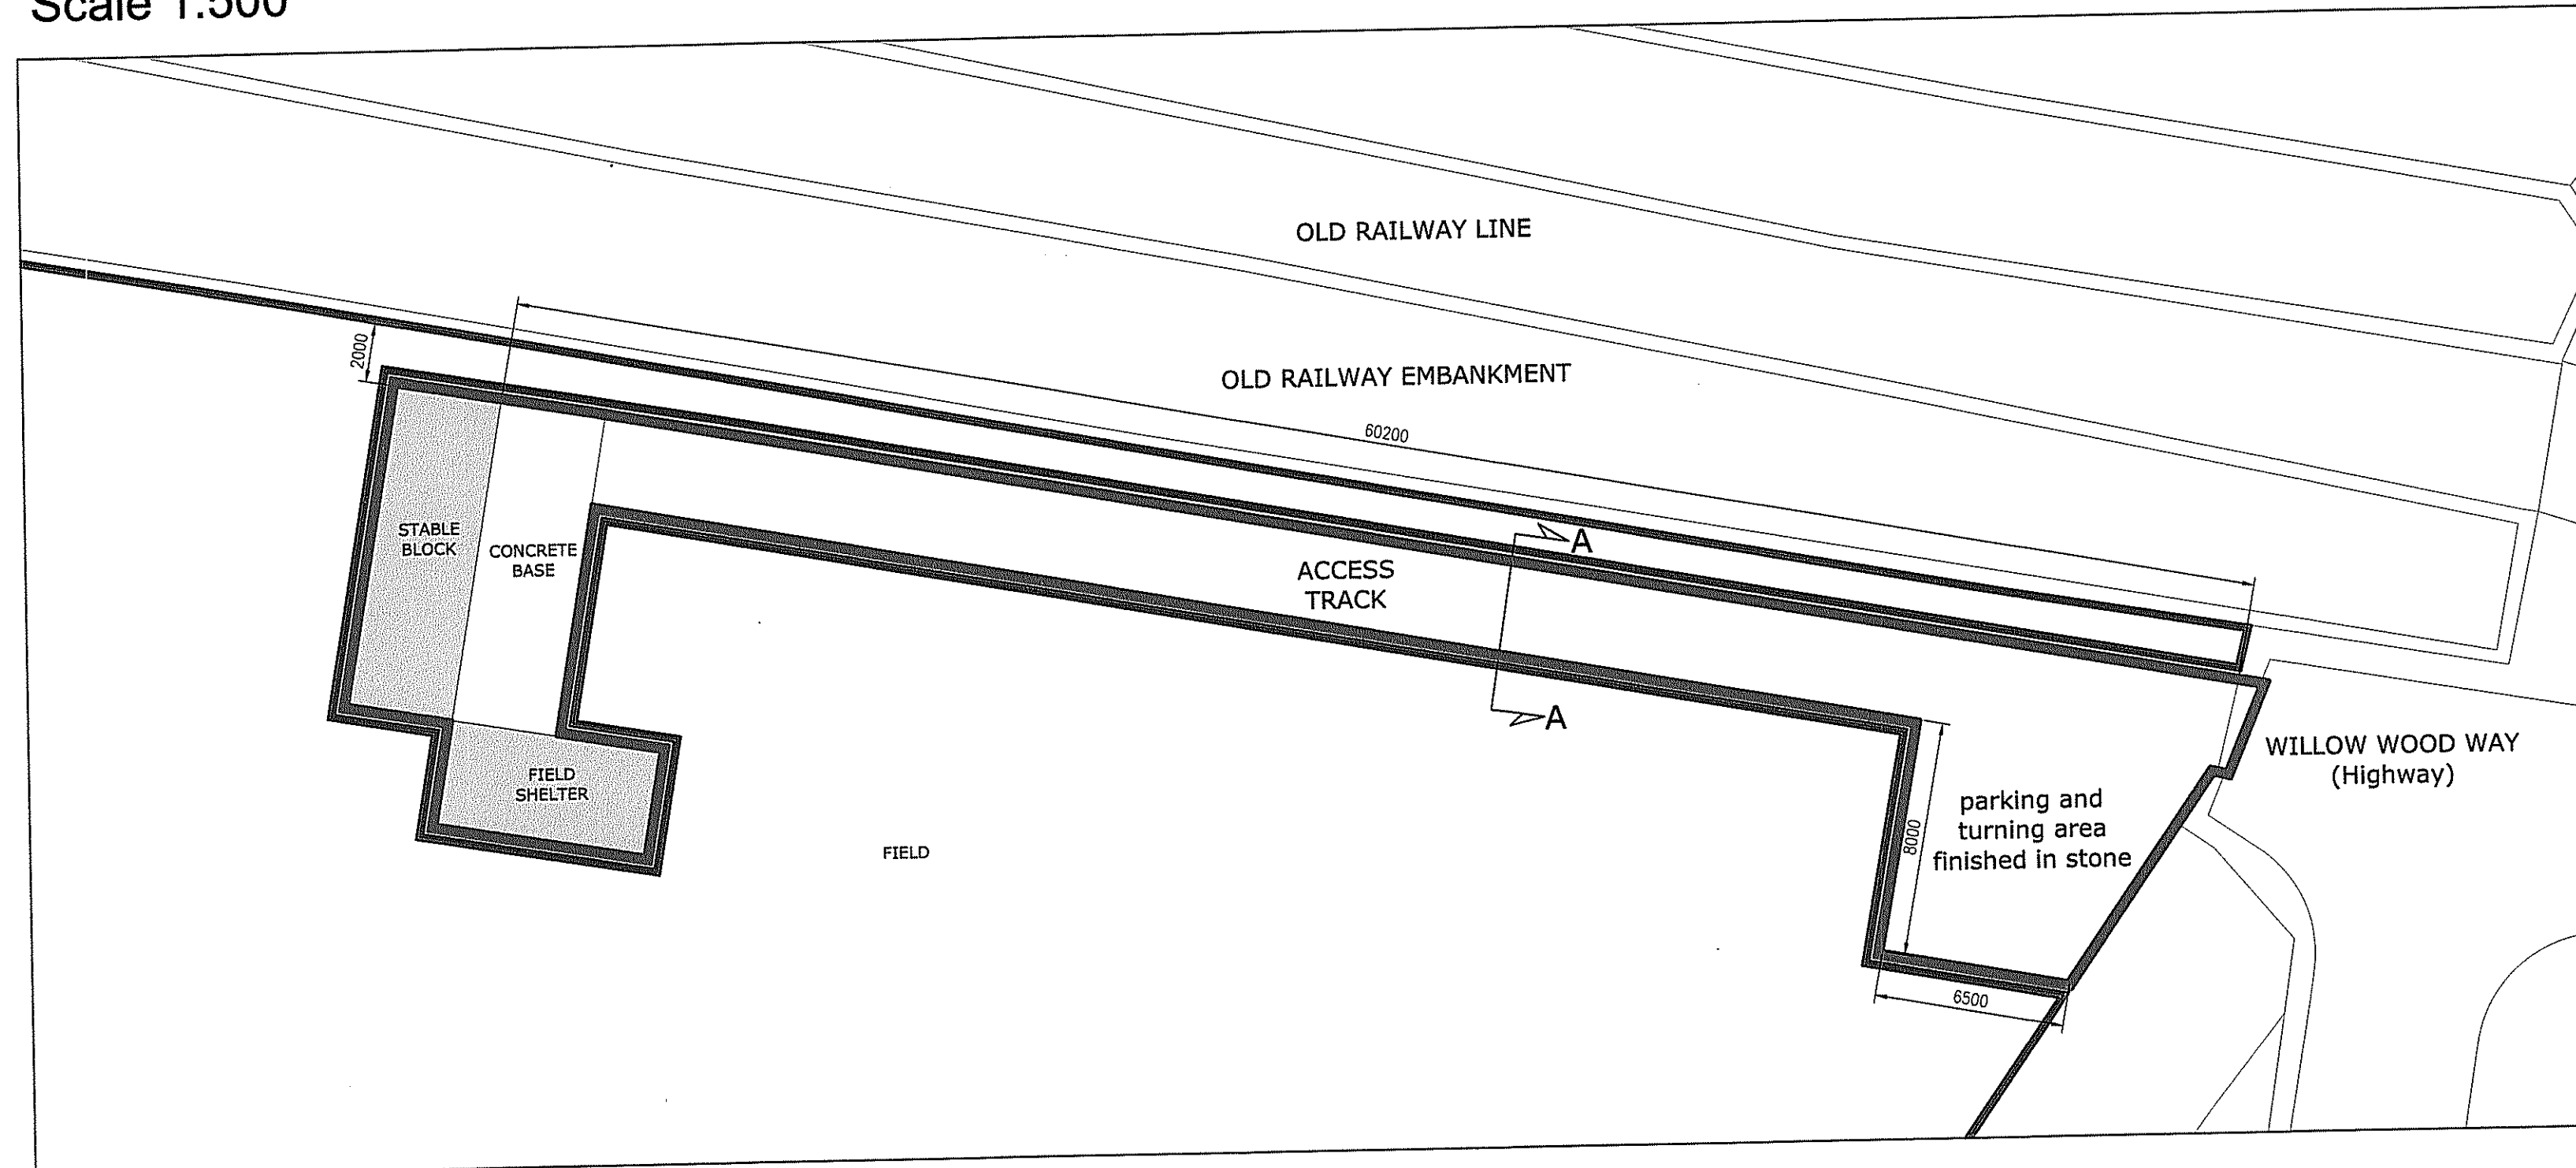 Scale 1:500
OLD RAILWAY LINE
2000
OLD RAILWAY EMBANKMENT
60200
STABLE
BLOCK
CONCRETE
BASE
A
ACCESS
TRACK
A
WILLOW WOOD WAY
(Highway)
FIELD
SHELTER
parking and
turning area
finished in stone
8000
FIELD
6500